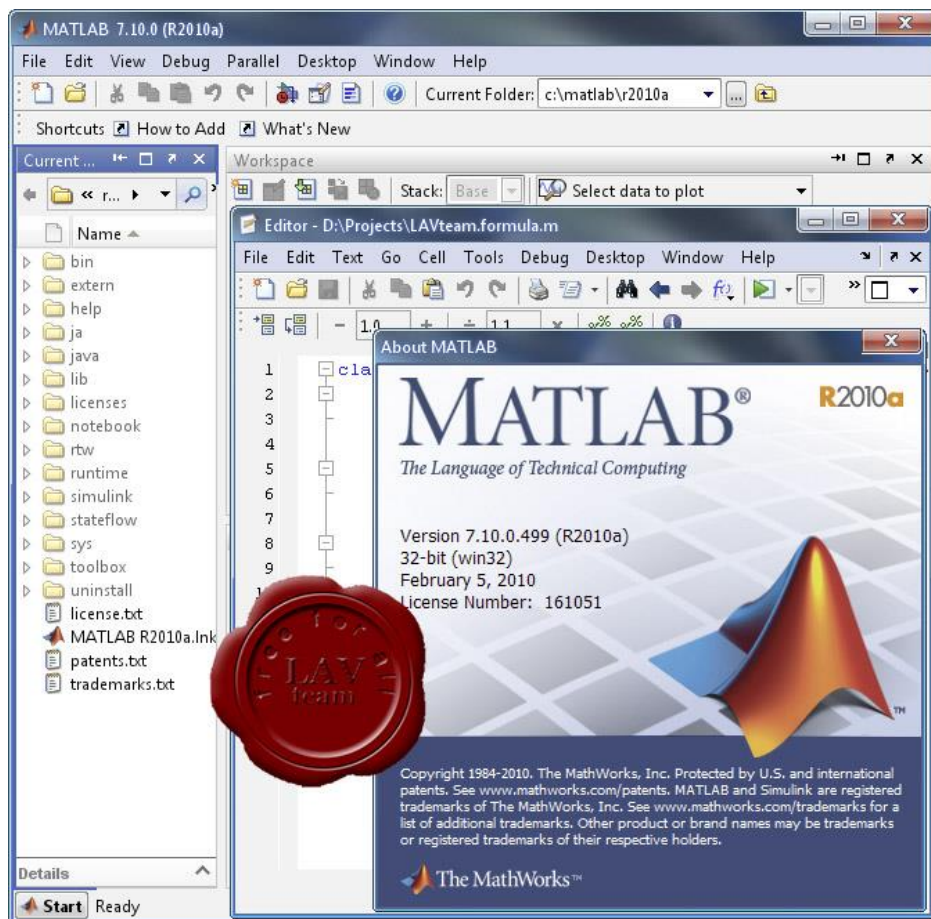 MATLAB 7.10.0 (R2010a)
File Edit View Debug Parallel Desktop Window Help
Current Folder: c:\matlab\r2010a
Shortcuts How to Add What's New
Current ...
Workspace
« r...
Stack: Base Select data to plot
Name
bin
extern
help
ja
java
lib
licenses
notebook
rtw
runtime
simulink
stateflow
sys
toolbox
uninstall
license.txt
MATLAB R2010a.lnk
patents.txt
trademarks.txt
Details
Start Ready
Editor - D:\Projects\LAVteam.formula.m
File Edit Text Go Cell Tools Debug Desktop Window Help
− 1.0 + ÷ 1.1 ×
1 cla
2
3
4
5
6
7
8
9
About MATLAB
MATLAB®
R2010a
The Language of Technical Computing
Version 7.10.0.499 (R2010a)
32-bit (win32)
February 5, 2010
License Number: 161051
TM
Copyright 1984-2010. The MathWorks, Inc. Protected by U.S. and international
patents. See www.mathworks.com/patents. MATLAB and Simulink are registered
trademarks of The MathWorks, Inc. See www.mathworks.com/trademarks for a
list of additional trademarks. Other product or brand names may be trademarks
or registered trademarks of their respective holders.
The MathWorks™
free for all
LAV
team